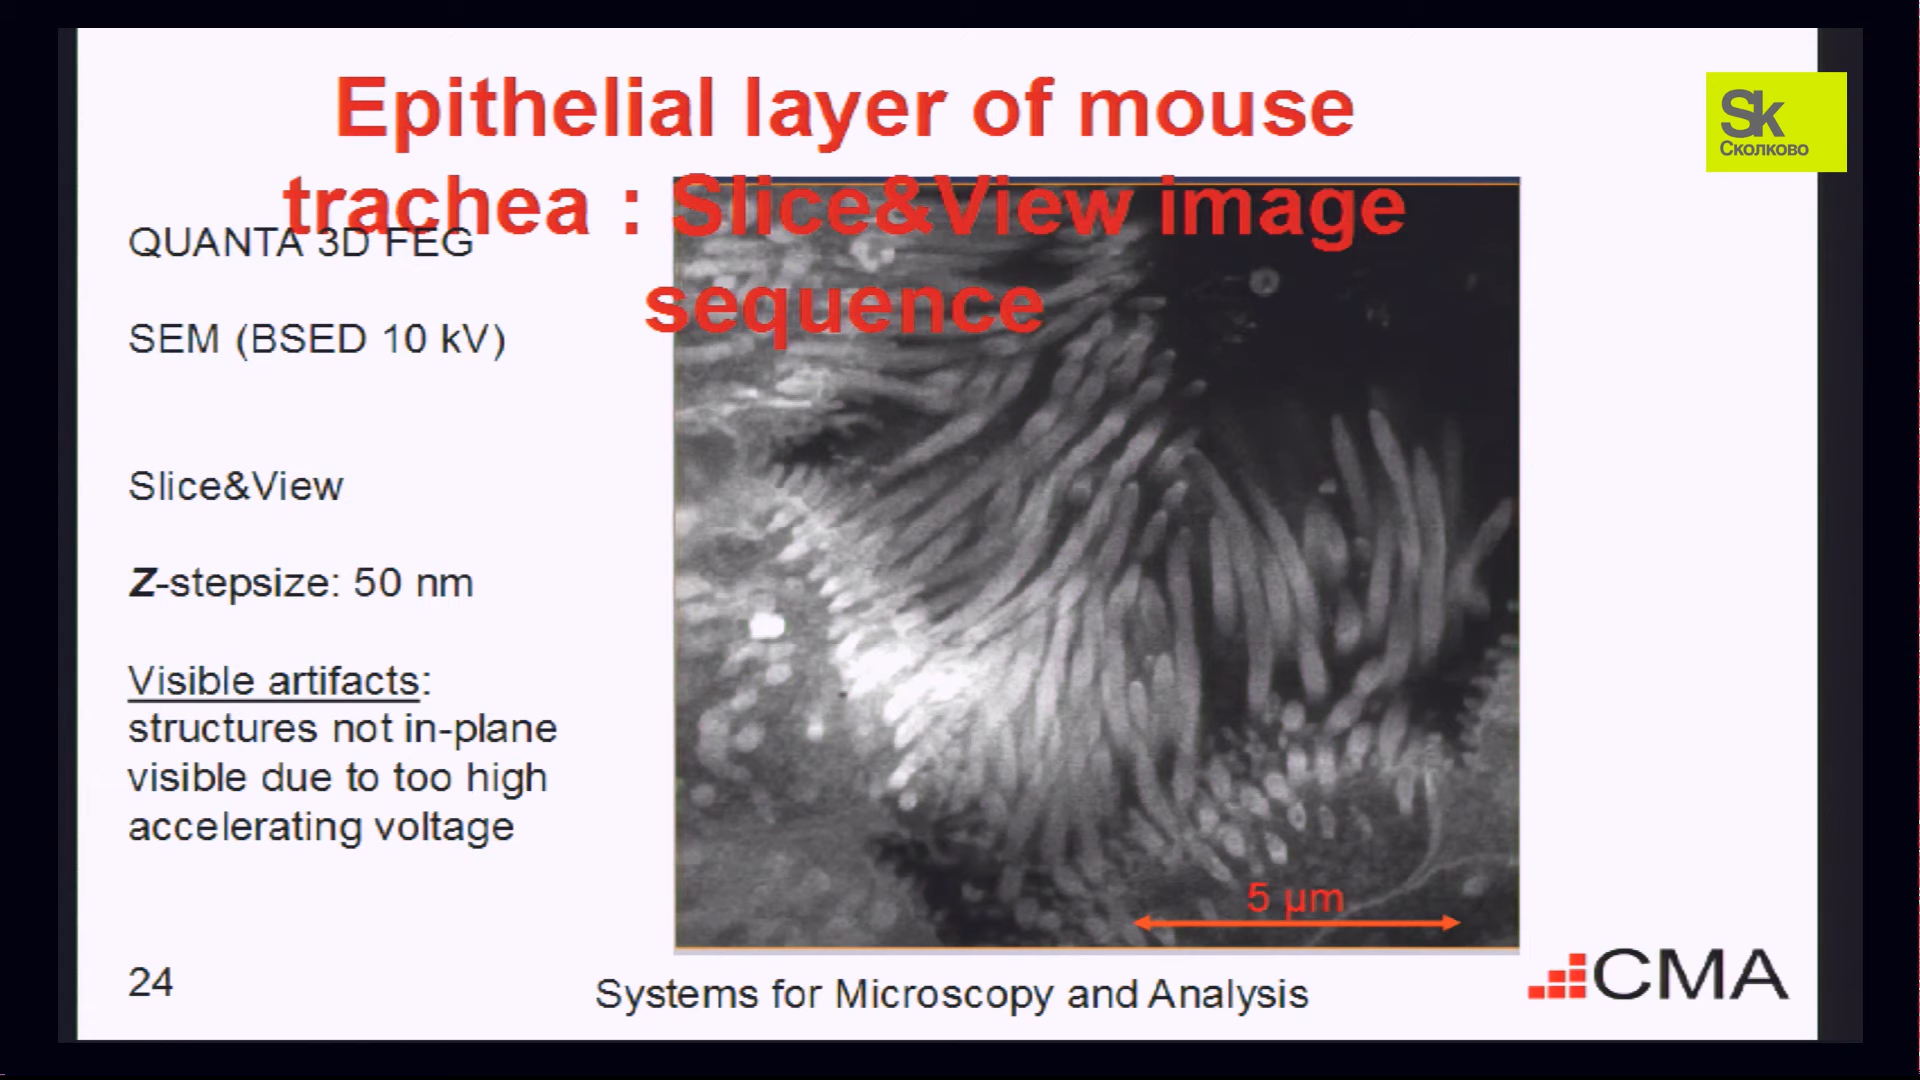 Epithelial layer of mouse
trachea : Slice&View image
sequence
Sk
Сколково
QUANTA 3D FEG
SEM (BSED 10 kV)
Slice&View
Z-stepsize: 50 nm
Visible artifacts:
structures not in-plane
visible due to too high
accelerating voltage
5 µm
24
Systems for Microscopy and Analysis
CMA